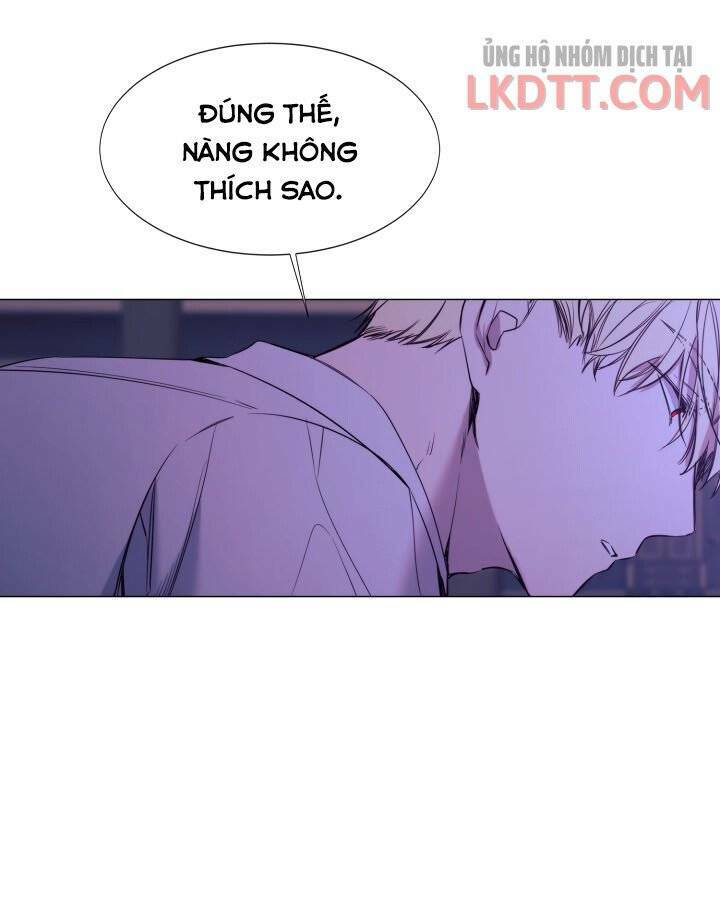 ỦNG HỘ NHÓM DỊCH TẠI
LKDTT.COM
ĐÚNG THẾ,
NÀNG KHÔNG
THÍCH SAO.